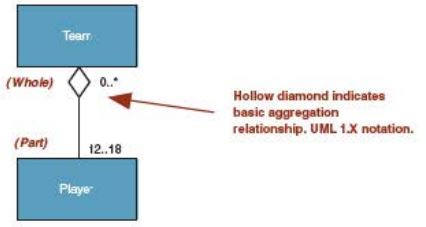 Team
(Whole)
0..*
Hollow diamond indicates
basic aggregation
relationship. UML 1.X notation.
(Part)
12..18
Player